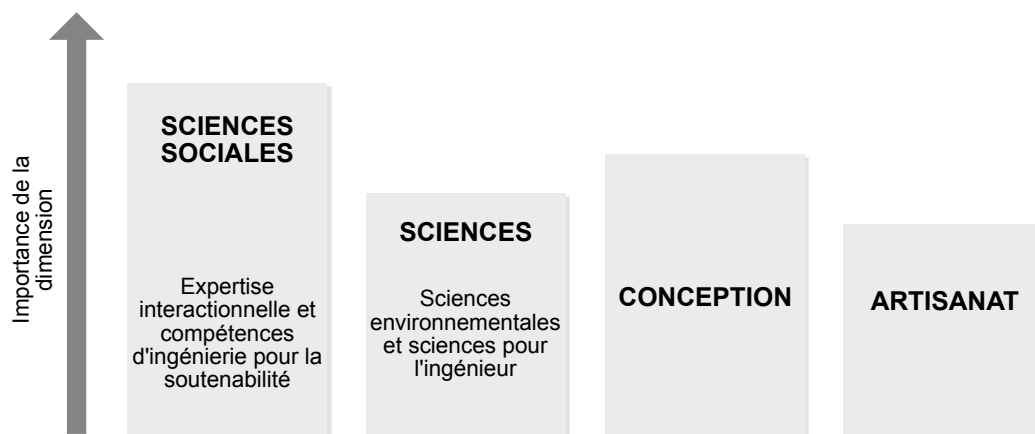 Importance de la
dimension
SCIENCES
SOCIALES
Expertise
interactionnelle et
compétences
d'ingénierie pour la
soutenabilité
SCIENCES
Sciences
environnementales
et sciences pour
l'ingénieur
CONCEPTION
ARTISANAT